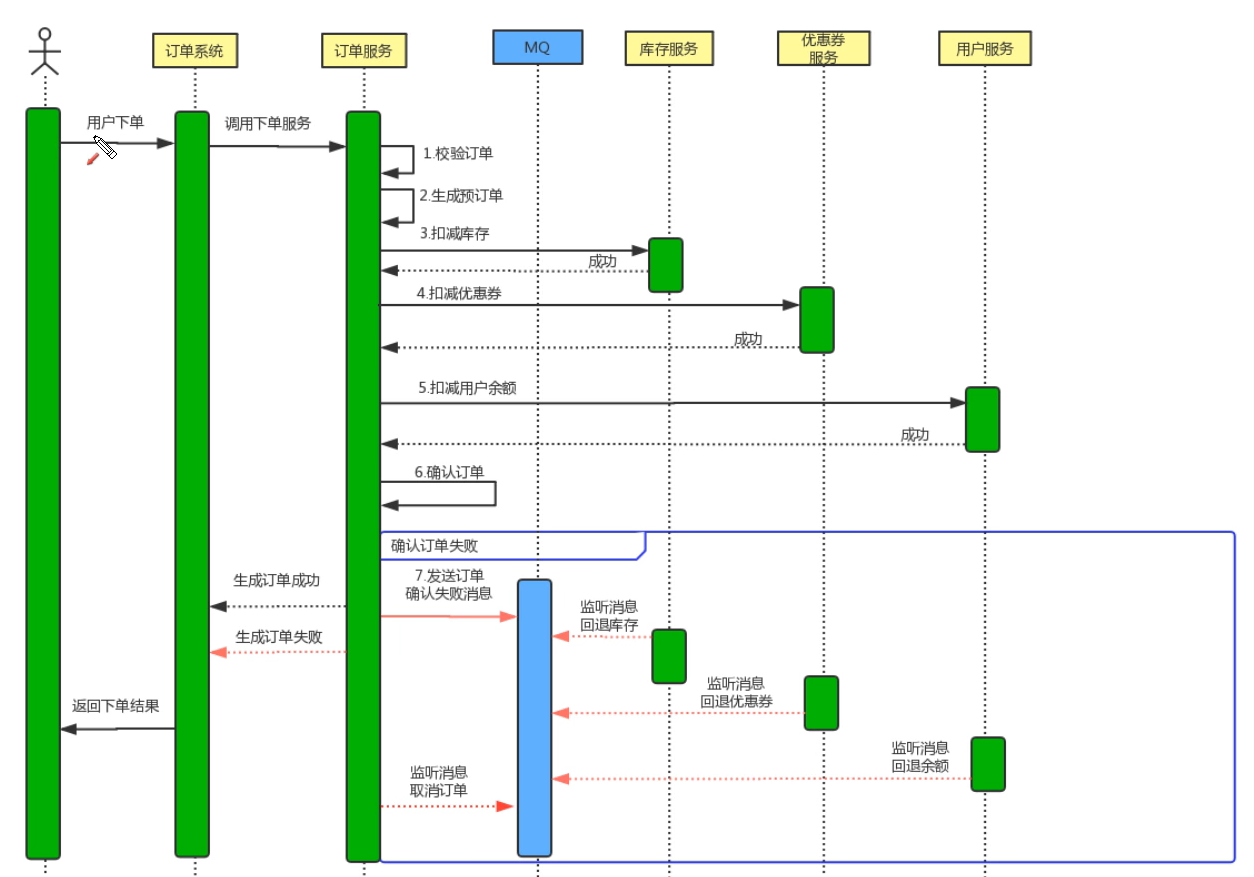 订单系统
订单服务
MQ
库存服务
优惠券
服务
用户服务
用户下单
调用下单服务
1.校验订单
2.生成预订单
3.扣减库存
成功
4.扣减优惠券
成功
5.扣减用户余额
成功
6.确认订单
确认订单失败
7.发送订单
确认失败消息
生成订单成功
监听消息
回退库存
生成订单失败
监听消息
回退优惠券
返回下单结果
监听消息
回退余额
监听消息
取消订单